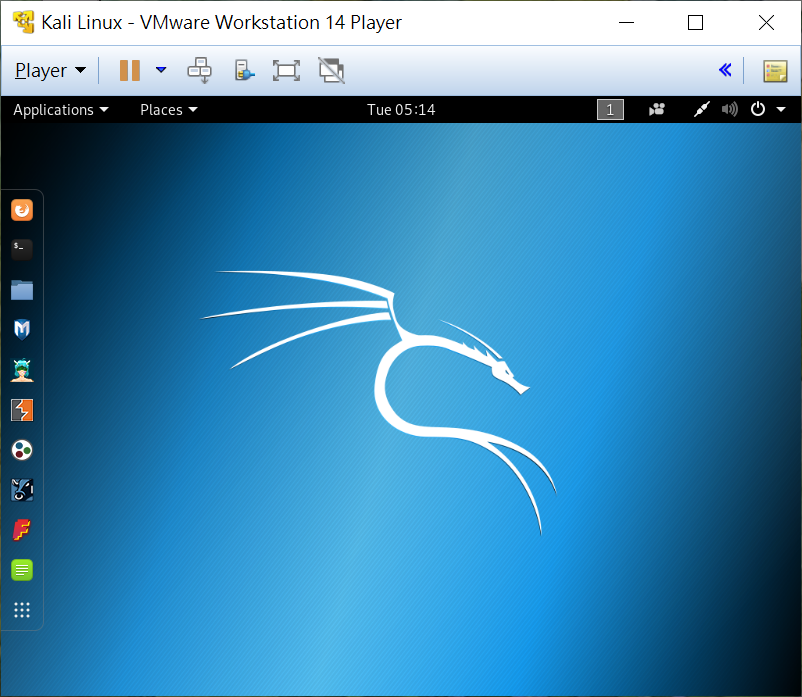 Kali Linux - VMware Workstation 14 Player
Player
Applications Places Tue 05:14 1